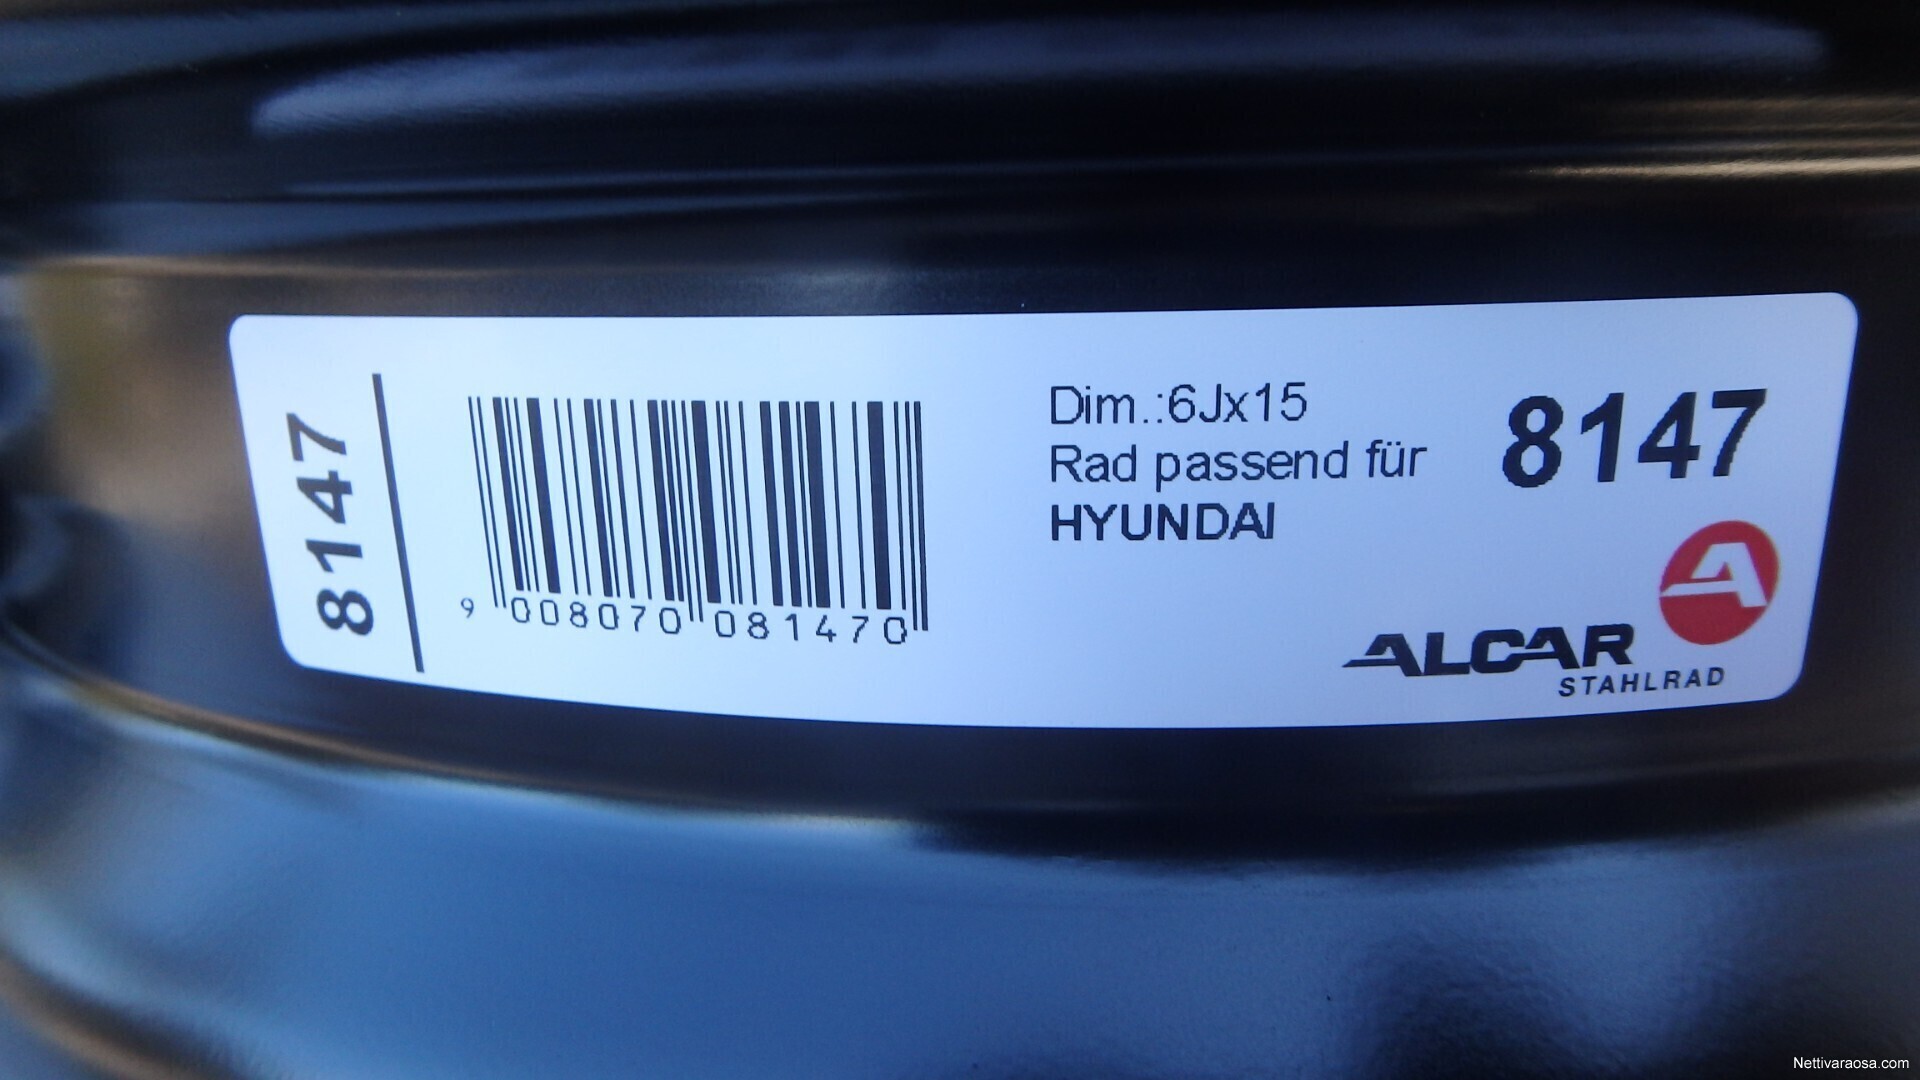 8147
9 008070 081470
Dim.:6Jx15
Rad passend für
HYUNDAI
8147
ALCAR
STAHLRAD
Nettivaraosa.com